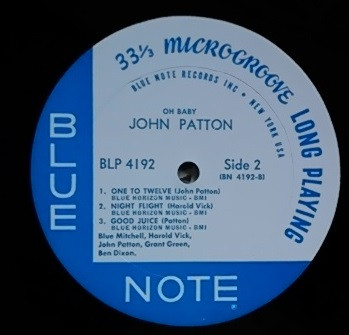 33⅓ MICROGROOVE LONG PLAYING
BLUE NOTE RECORDS INC • NEW YORK USA
OH BABY
JOHN PATTON
BLP 4192
Side 2
(BN 4192-B)
1. ONE TO TWELVE (John Patton)
BLUE HORIZON MUSIC - BMI
2. NIGHT FLIGHT (Harold Vick)
BLUE HORIZON MUSIC - BMI
3. GOOD JUICE (Patton)
BLUE HORIZON MUSIC - BMI
Blue Mitchell, Harold Vick,
John Patton, Grant Green,
Ben Dixon.
BLUE
NOTE